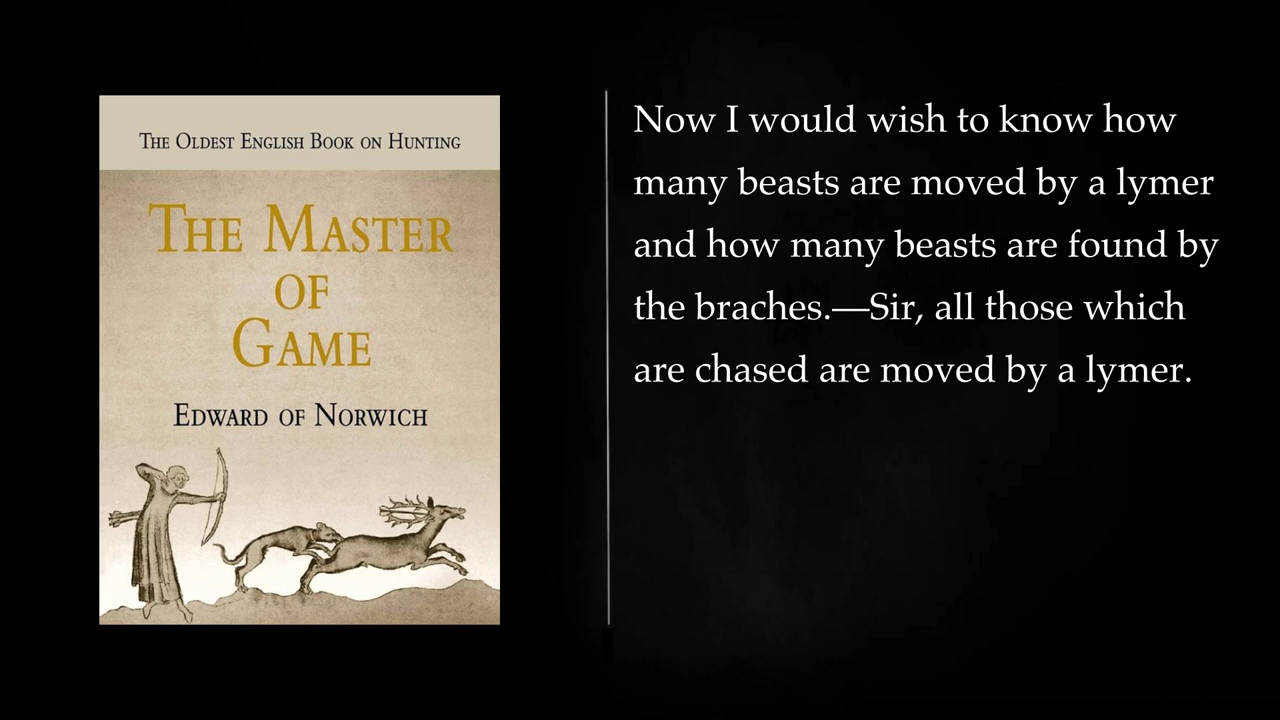 The Oldest English Book on Hunting
The Master
of
Game
Edward of Norwich
Now I would wish to know how
many beasts are moved by a lymer
and how many beasts are found by
the braches.—Sir, all those which
are chased are moved by a lymer.